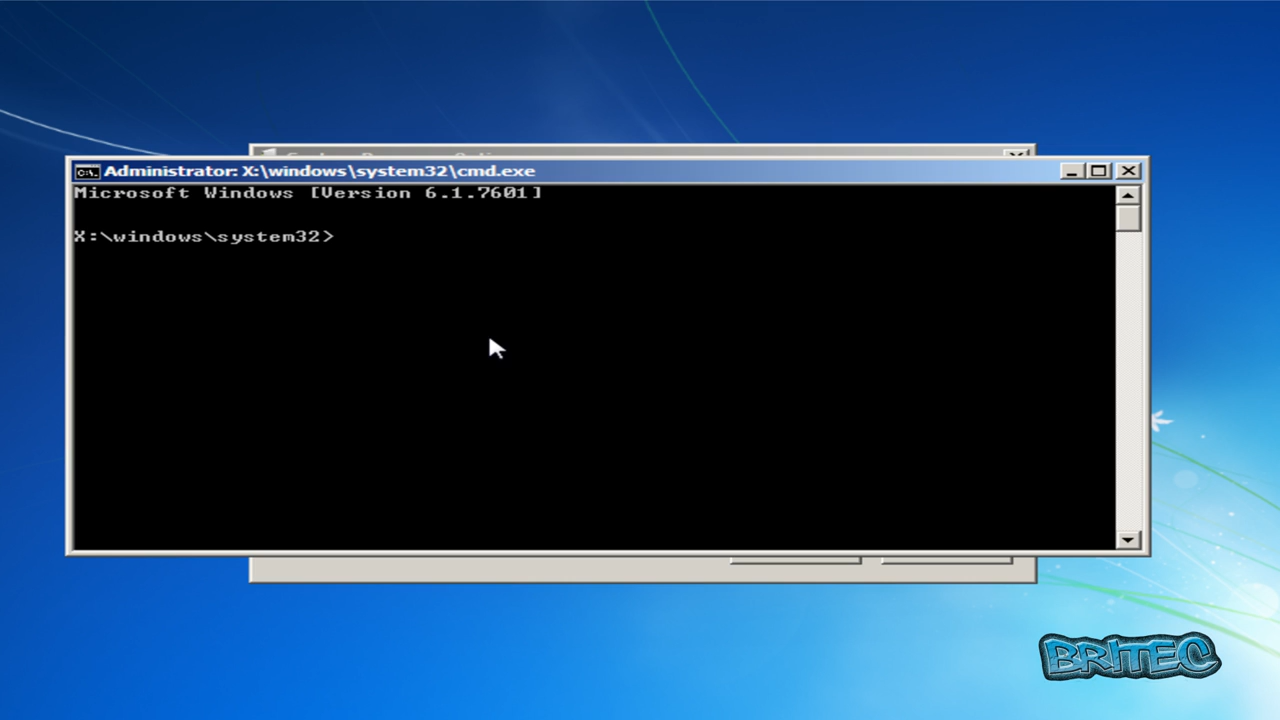 Administrator: X:\windows\system32\cmd.exe
Microsoft Windows [Version 6.1.7601]
X:\windows\system32>
BRITEC